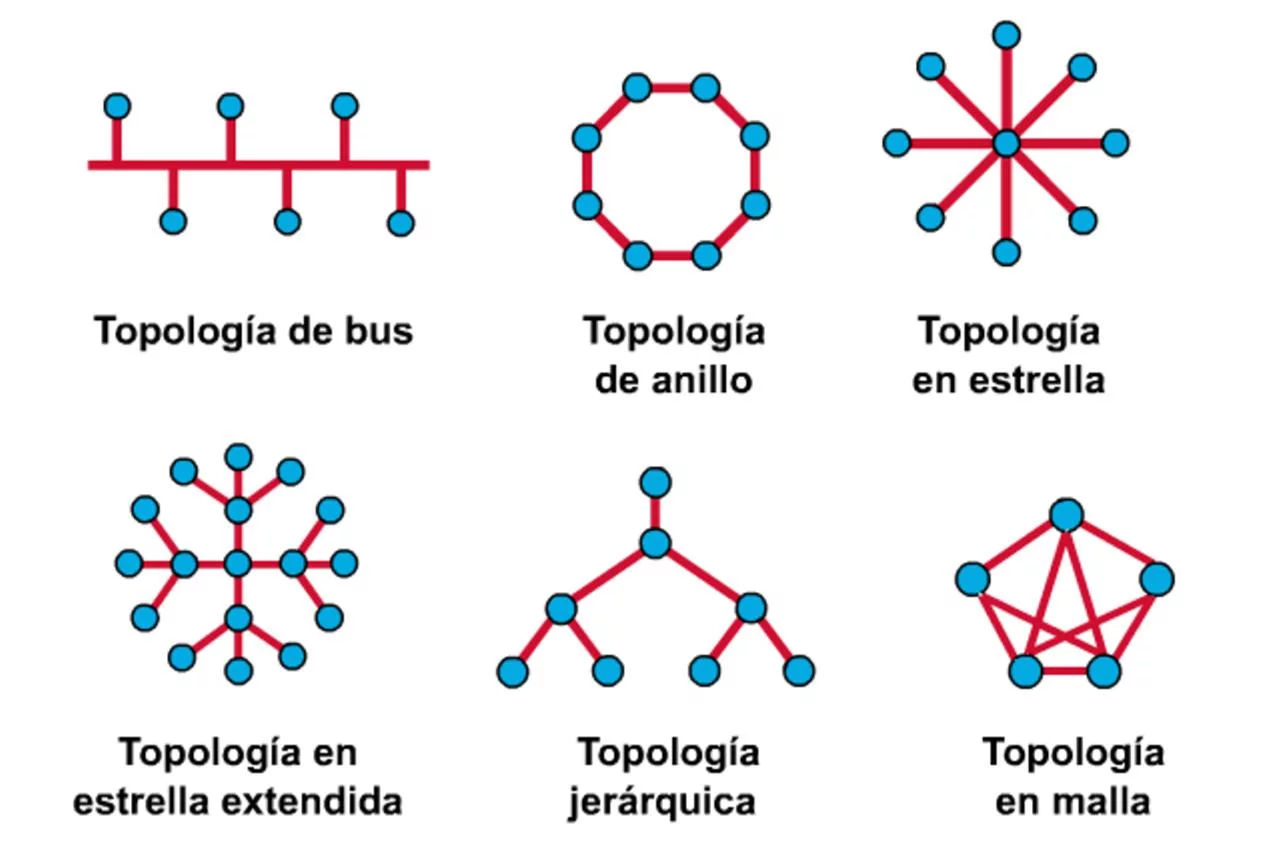 Topología de bus
Topología
de anillo
Topología
en estrella
Topología en
estrella extendida
Topología
jerárquica
Topología
en malla